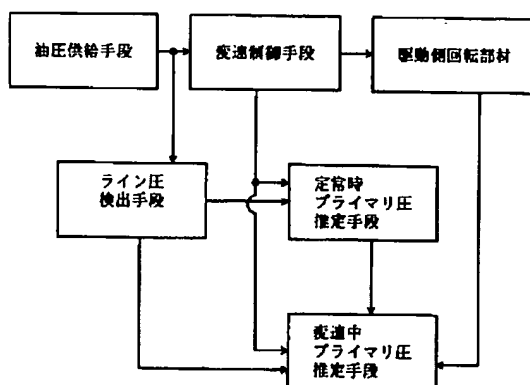 油圧供給手段
変速制御手段
駆動側回転部材
ライン圧
検出手段
定常時
プライマリ圧
推定手段
変速中
プライマリ圧
推定手段